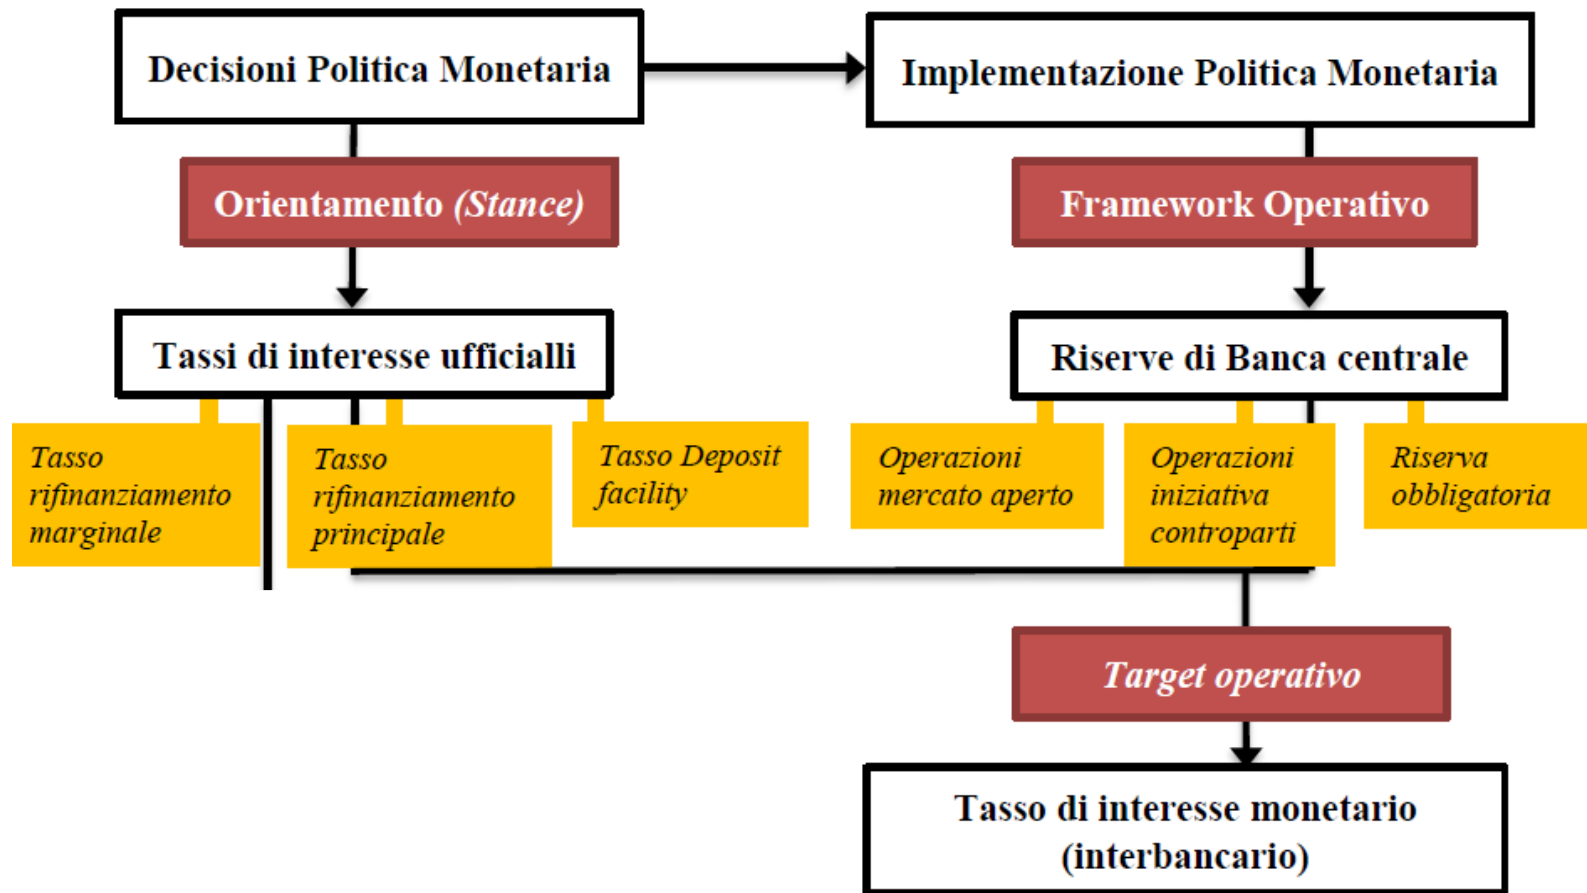 Decisioni Politica Monetaria
Implementazione Politica Monetaria
Orientamento (Stance)
Framework Operativo
Tassi di interesse ufficialli
Riserve di Banca centrale
Tasso
rifinanziamento
marginale
Tasso
rifinanziamento
principale
Tasso Deposit
facility
Operazioni
mercato aperto
Operazioni
iniziativa
controparti
Riserva
obbligatoria
Target operativo
Tasso di interesse monetario
(interbancario)